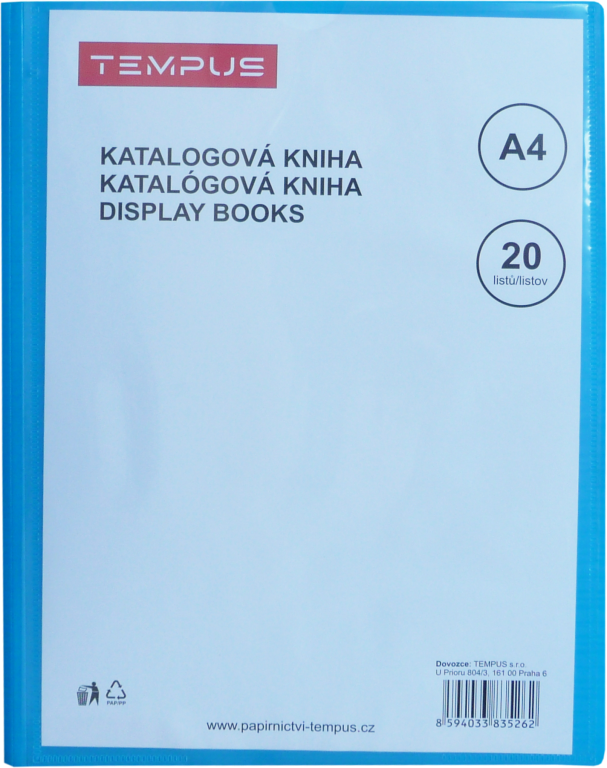 TEMPUS
KATALOGOVÁ KNIHA
KATALÓGOVÁ KNIHA
DISPLAY BOOKS
A4
20
listů/listov
Dovozce: TEMPUS s.r.o.
U Prioru 804/3, 161 00 Praha 6
PAP/PP
www.papirnictvi-tempus.cz
8 594033 835262